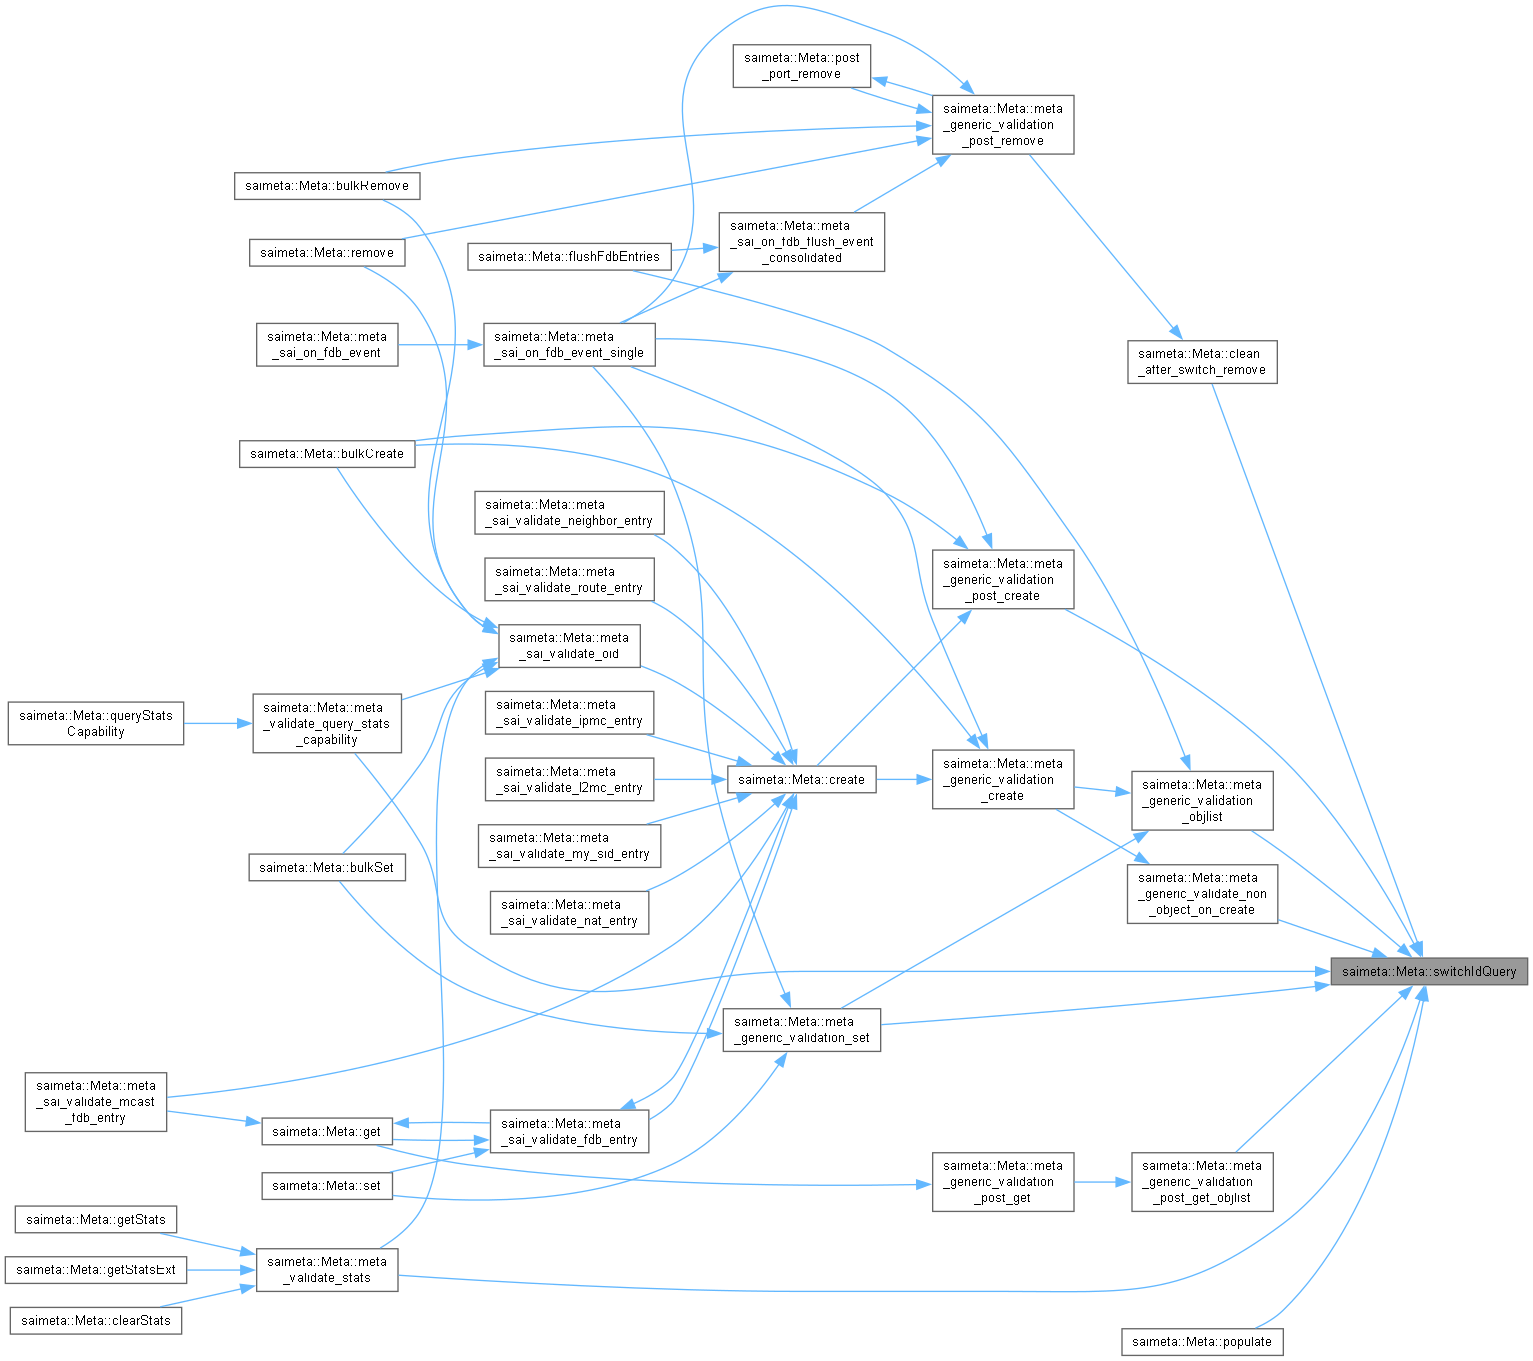 saimeta::Meta::post
_port_remove
saimeta::Meta::meta
_generic_validation
_post_remove
saimeta::Meta::bulkRemove
saimeta::Meta::remove
saimeta::Meta::flushFdbEntries
saimeta::Meta::meta
_sai_on_fdb_flush_event
_consolidated
saimeta::Meta::meta
_sai_on_fdb_event
saimeta::Meta::meta
_sai_on_fdb_event_single
saimeta::Meta::clean
_after_switch_remove
saimeta::Meta::bulkCreate
saimeta::Meta::meta
_sai_validate_neighbor_entry
saimeta::Meta::meta
_generic_validation
_post_create
saimeta::Meta::meta
_sai_validate_route_entry
saimeta::Meta::meta
_sai_validate_oid
saimeta::Meta::queryStats
Capability
saimeta::Meta::meta
_validate_query_stats
_capability
saimeta::Meta::meta
_sai_validate_ipmc_entry
saimeta::Meta::meta
_sai_validate_l2mc_entry
saimeta::Meta::create
saimeta::Meta::meta
_generic_validation
_create
saimeta::Meta::meta
_generic_validation
_objlist
saimeta::Meta::meta
_sai_validate_my_sid_entry
saimeta::Meta::bulkSet
saimeta::Meta::meta
_generic_validate_non
_object_on_create
saimeta::Meta::meta
_sai_validate_nat_entry
saimeta::Meta::switchIdQuery
saimeta::Meta::meta
_generic_validation_set
saimeta::Meta::meta
_sai_validate_mcast
_fdb_entry
saimeta::Meta::get
saimeta::Meta::meta
_sai_validate_fdb_entry
saimeta::Meta::set
saimeta::Meta::meta
_generic_validation
_post_get
saimeta::Meta::meta
_generic_validation
_post_get_objlist
saimeta::Meta::getStats
saimeta::Meta::getStatsExt
saimeta::Meta::meta
_validate_stats
saimeta::Meta::clearStats
saimeta::Meta::populate